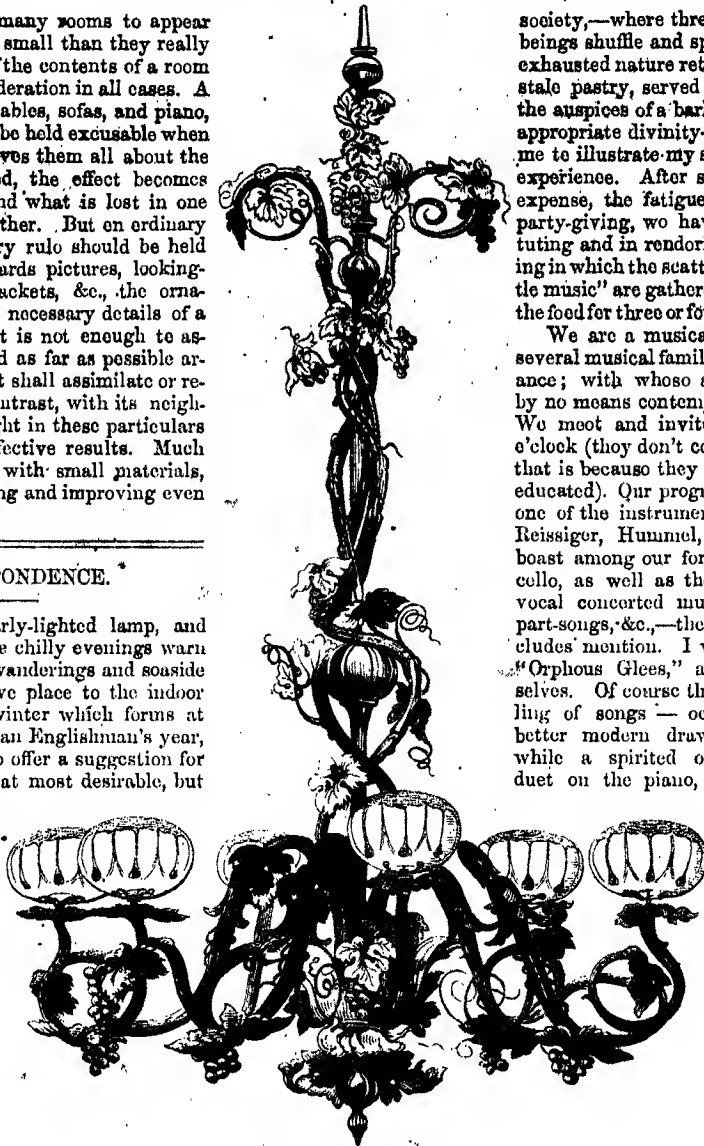 many rooms to appear
small than they really
the contents of a room
deration in all cases. A
ables, sofas, and piano,
be held excusable when
ves them all about the
d, the effect becomes
nd what is lost in one
ther. But on ordinary
ry rule should be held
ards pictures, looking-
ackets, &c., the orna-
necessary details of a
t is not enough to as-
d as far as possible ar-
t shall assimilate or re-
ntrast, with its neigh-
ht in these particulars
fective results. Much
with small materials,
ng and improving even
PONDENCE.
rly-lighted lamp, and
e chilly evenings warn
vanderings and seaside
ve place to the indoor
vinter which forms at
an Englishman's year,
o offer a suggestion for
at most desirable, but
society,—where thre
beings shuffle and sp
exhausted nature ret
stale pastry, served
the auspices of a bar
appropriate divinity-
me to illustrate my s
experience. After s
expense, the fatigue
party-giving, we hav
tuting and in rendori
ing in which the scatt
tle music" are gather
the food for three or fo
We are a musica
several musical famil
ance; with whose a
by no means contem
We meet and invit
o'clock (they don't c
that is because they
educated). Our progr
one of the instrumen
Reissiger, Hummel,
boast among our for
cello, as well as the
vocal concerted mu
part-songs, &c.,—the
cludes mention. I v
"Orpheus Glees," a
selves. Of course th
ling of songs — oc
better modern draw
while a spirited o
duet on the piano,